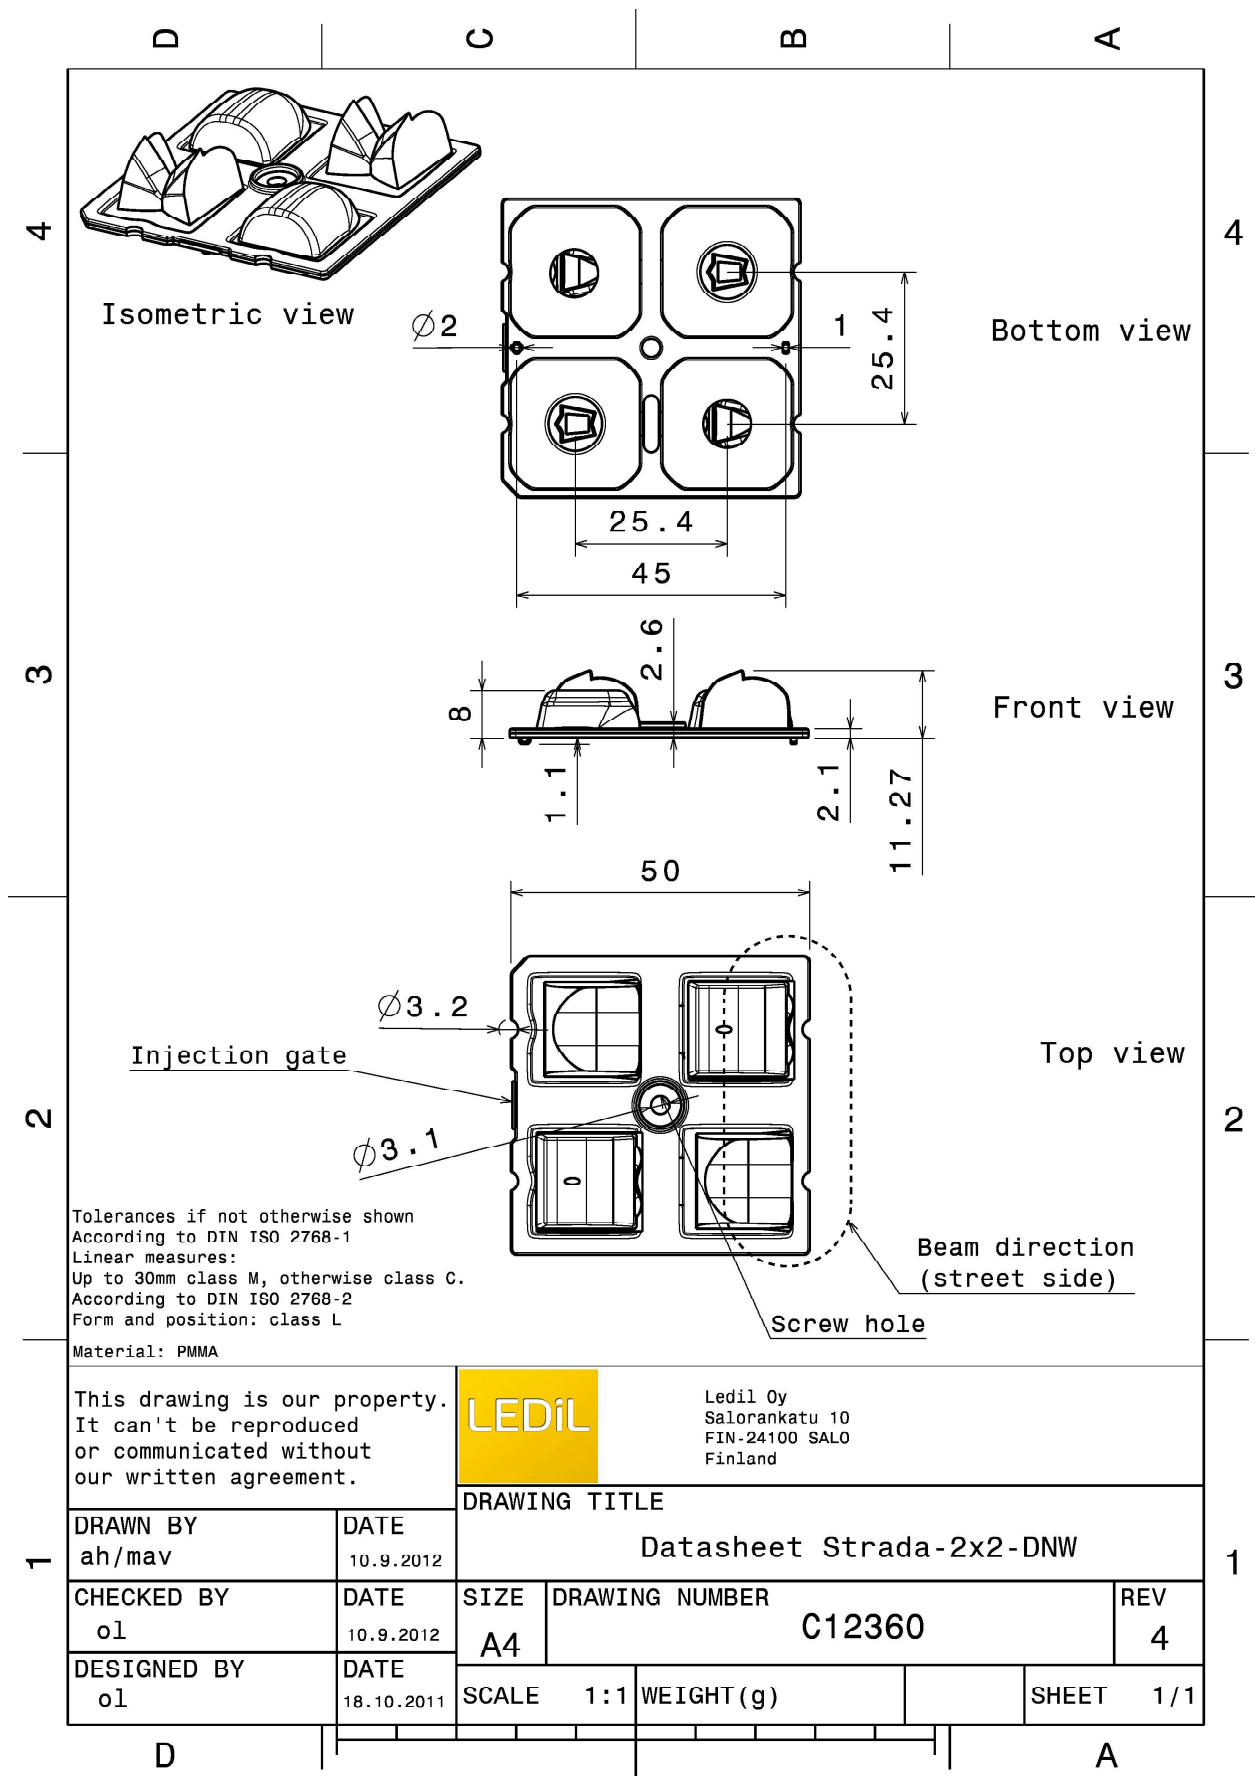 D
C
B
A
4
4
Isometric view
Ø2
1
25.4
Bottom view
25.4
45
3
3
2.6
8
Front view
1.1
2.1
11.27
50
Ø3.2
Injection gate
Top view
2
2
Ø3.1
Tolerances if not otherwise shown
According to DIN ISO 2768-1
Linear measures:
Up to 30mm class M, otherwise class C.
According to DIN ISO 2768-2
Form and position: class L
Material: PMMA
Beam direction
(street side)
Screw hole
This drawing is our property.
It can't be reproduced
or communicated without
our written agreement.
LEDiL
Ledil Oy
Salorankatu 10
FIN-24100 SALO
Finland
DRAWING TITLE
Datasheet Strada-2x2-DNW
DRAWN BY
ah/mav
DATE
10.9.2012
1
1
CHECKED BY
ol
DATE
10.9.2012
SIZE
A4
DRAWING NUMBER
C12360
REV
4
DESIGNED BY
ol
DATE
18.10.2011
SCALE 1:1
WEIGHT(g)
SHEET 1/1
D
A